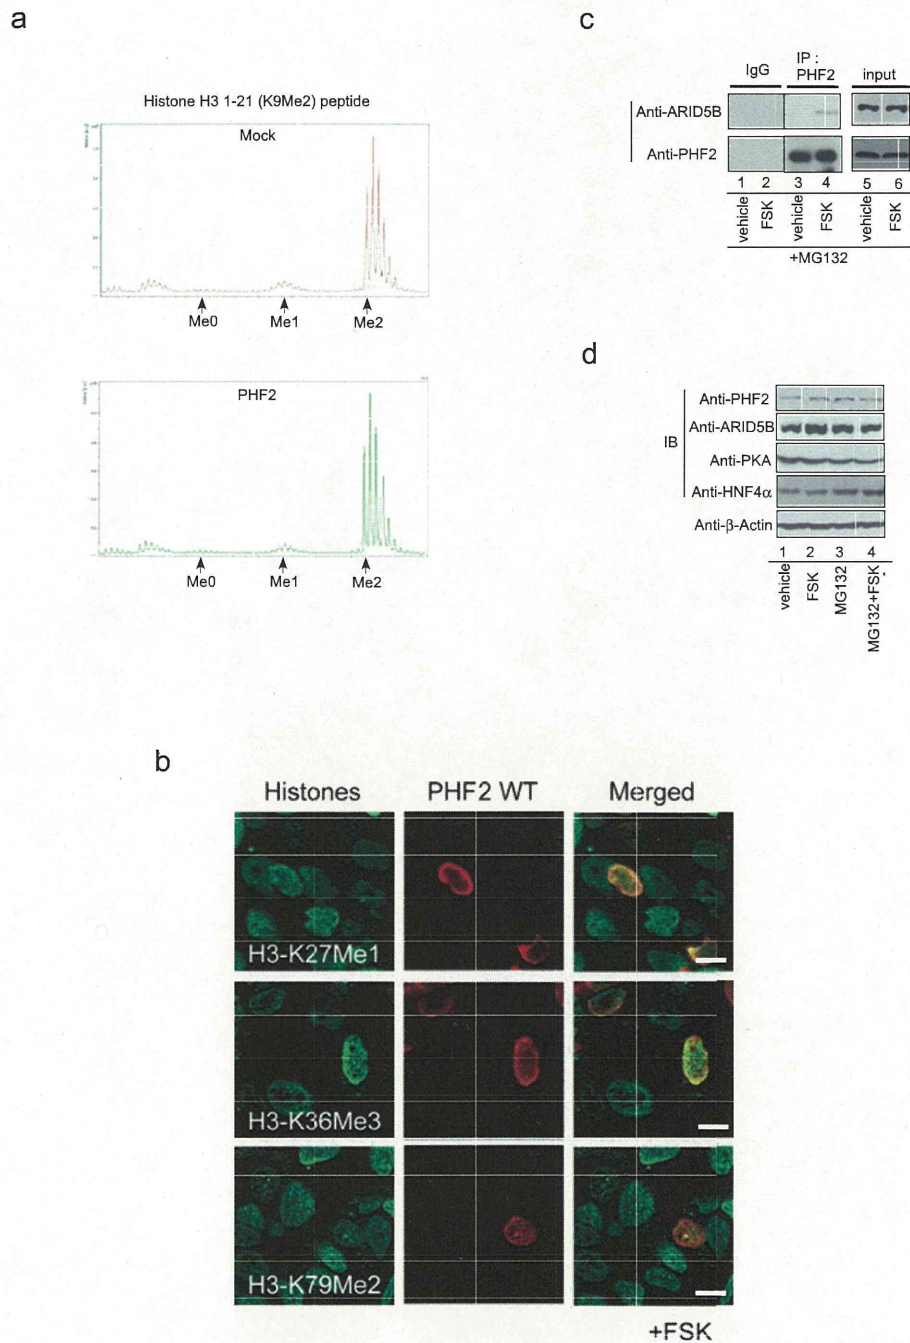 a
Histone H3 1-21 (K9Me2) peptide
Mock
Me0 Me1 Me2
PHF2
Me0 Me1 Me2
c
IgG IP : PHF2 input
Anti-ARID5B
Anti-PHF2
1 2 3 4 5 6
vehicle FSK vehicle FSK vehicle FSK
+MG132
d
IB
Anti-PHF2
Anti-ARID5B
Anti-PKA
Anti-HNF4α
Anti-β-Actin
1 2 3 4
vehicle FSK MG132 MG132+FSK
b
Histones PHF2 WT Merged
H3-K27Me1
H3-K36Me3
H3-K79Me2
+FSK